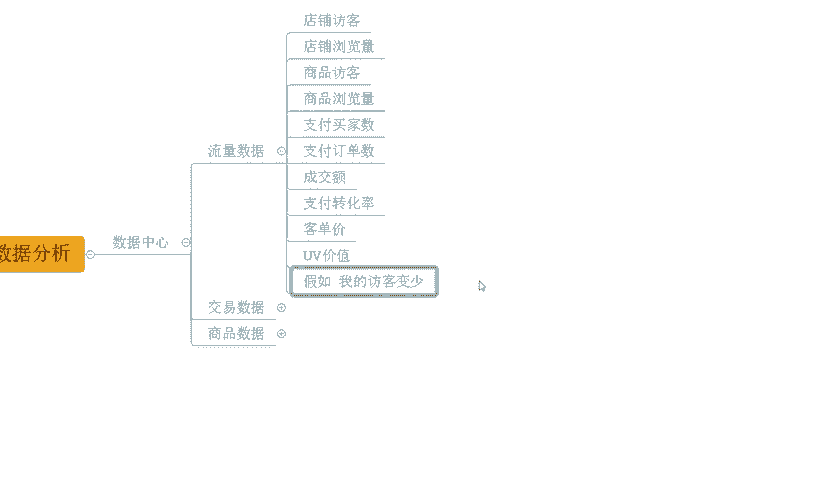 店铺访客
店铺浏览量
商品访客
商品浏览量
支付买家数
流量数据
支付订单数
成交额
支付转化率
客单价
数据中心
数据分析
UV价值
假如 我的访客变少
交易数据
商品数据